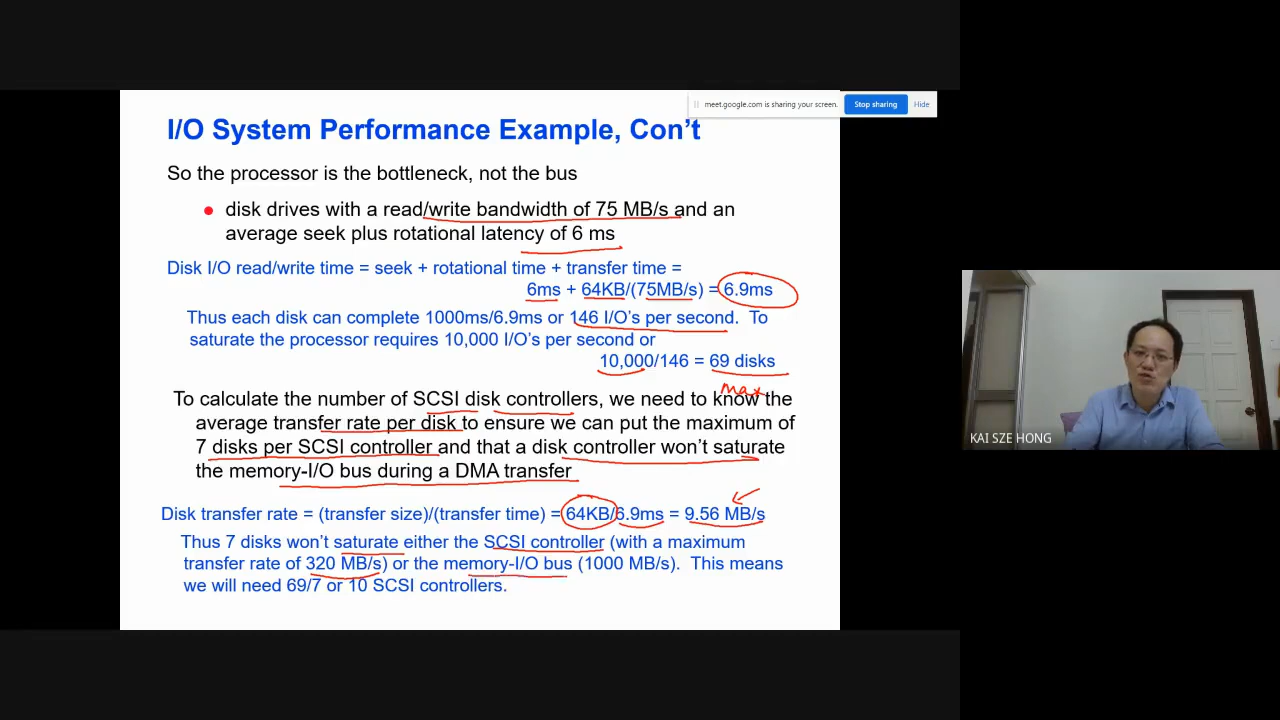 meet.google.com is sharing your screen.
Stop sharing
Hide
I/O System Performance Example, Con't
So the processor is the bottleneck, not the bus
● disk drives with a read/write bandwidth of 75 MB/s and an
average seek plus rotational latency of 6 ms
Disk I/O read/write time = seek + rotational time + transfer time =
6ms + 64KB/(75MB/s) = 6.9ms
Thus each disk can complete 1000ms/6.9ms or 146 I/O's per second. To
saturate the processor requires 10,000 I/O's per second or
10,000/146 = 69 disks
max
To calculate the number of SCSI disk controllers, we need to know the
average transfer rate per disk to ensure we can put the maximum of
7 disks per SCSI controller and that a disk controller won't saturate
the memory-I/O bus during a DMA transfer
Disk transfer rate = (transfer size)/(transfer time) = 64KB/6.9ms = 9.56 MB/s
Thus 7 disks won't saturate either the SCSI controller (with a maximum
transfer rate of 320 MB/s) or the memory-I/O bus (1000 MB/s). This means
we will need 69/7 or 10 SCSI controllers.
KAI SZE HONG